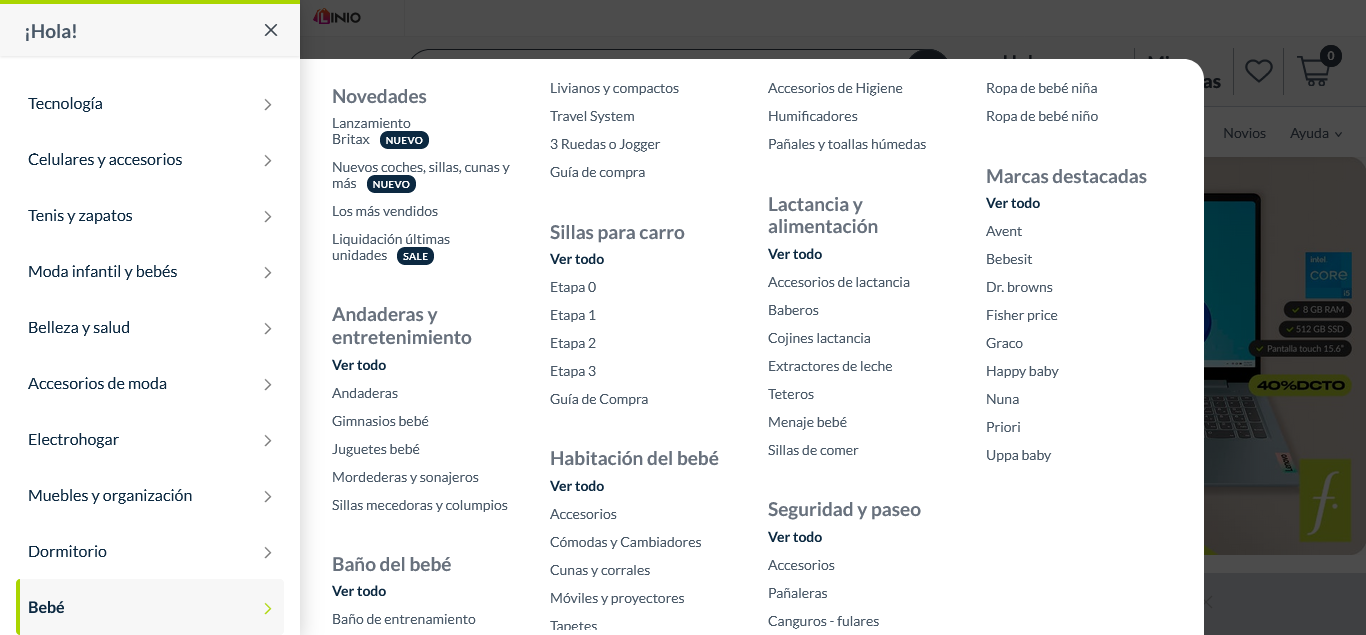 ¡Hola!
Tecnología
Celulares y accesorios
Tenis y zapatos
Moda infantil y bebés
Belleza y salud
Accesorios de moda
Electrohogar
Muebles y organización
Dormitorio
Bebé
LINIO
Novedades
Lanzamiento
Britax NUEVO
Nuevos coches, sillas, cunas y
más NUEVO
Los más vendidos
Liquidación últimas
unidades SALE
Andaderas y
entretenimiento
Ver todo
Andaderas
Gimnasios bebé
Juguetes bebé
Mordederas y sonajeros
Sillas mecedoras y columpios
Baño del bebé
Ver todo
Baño de entrenamiento
Livianos y compactos
Travel System
3 Ruedas o Jogger
Guía de compra
Sillas para carro
Ver todo
Etapa 0
Etapa 1
Etapa 2
Etapa 3
Guía de Compra
Habitación del bebé
Ver todo
Accesorios
Cómodas y Cambiadores
Cunas y corrales
Móviles y proyectores
Tapetes
Accesorios de Higiene
Humificadores
Pañales y toallas húmedas
Lactancia y
alimentación
Ver todo
Accesorios de lactancia
Baberos
Cojines lactancia
Extractores de leche
Teteros
Menaje bebé
Sillas de comer
Seguridad y paseo
Ver todo
Accesorios
Pañaleras
Canguros - fulares
Ropa de bebé niña
Ropa de bebé niño
Marcas destacadas
Ver todo
Avent
Bebesit
Dr. browns
Fisher price
Graco
Happy baby
Nuna
Priori
Uppa baby
0
Novios
Ayuda
intel
CORE
i5
8 GB RAM
512 GB SSD
Pantalla touch 15.6"
40%DCTO
f.